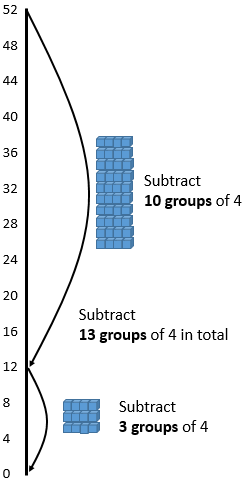 52
48
44
40
36
32
28
24
20
16
12
8
4
0
Subtract
10 groups of 4
Subtract
13 groups of 4 in total
Subtract
3 groups of 4